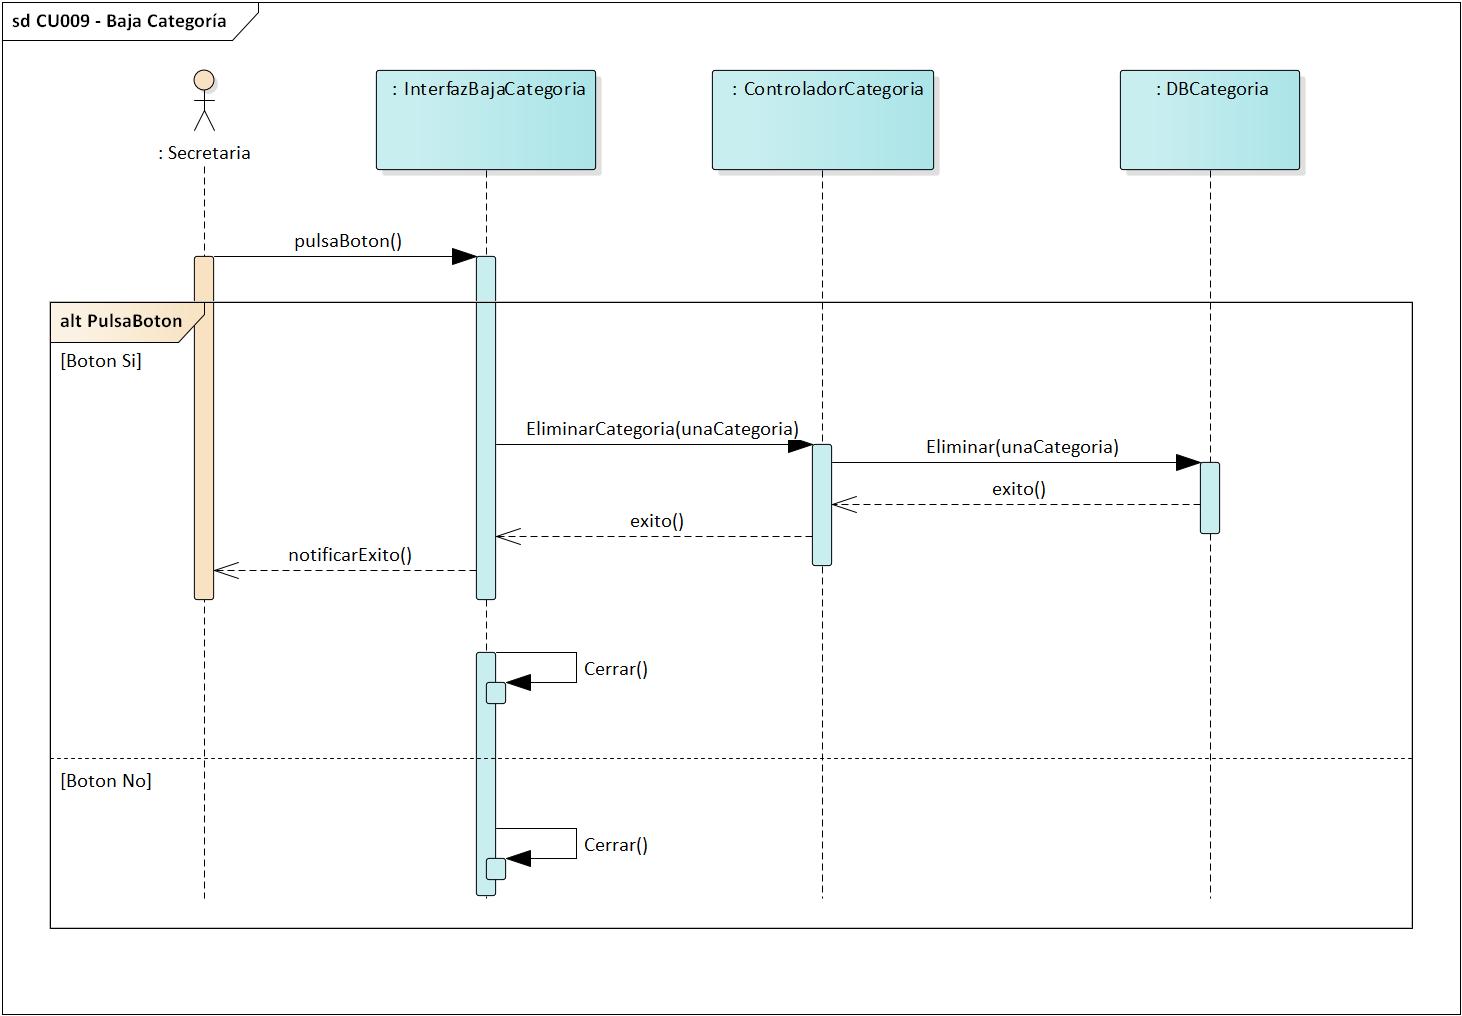 sd CU009 - Baja Categoría
: Secretaria
: InterfazBajaCategoria
: ControladorCategoria
: DBCategoria
pulsaBoton()
alt PulsaBoton
[Boton Si]
EliminarCategoria(unaCategoria)
Eliminar(unaCategoria)
exito()
exito()
notificarExito()
Cerrar()
[Boton No]
Cerrar()